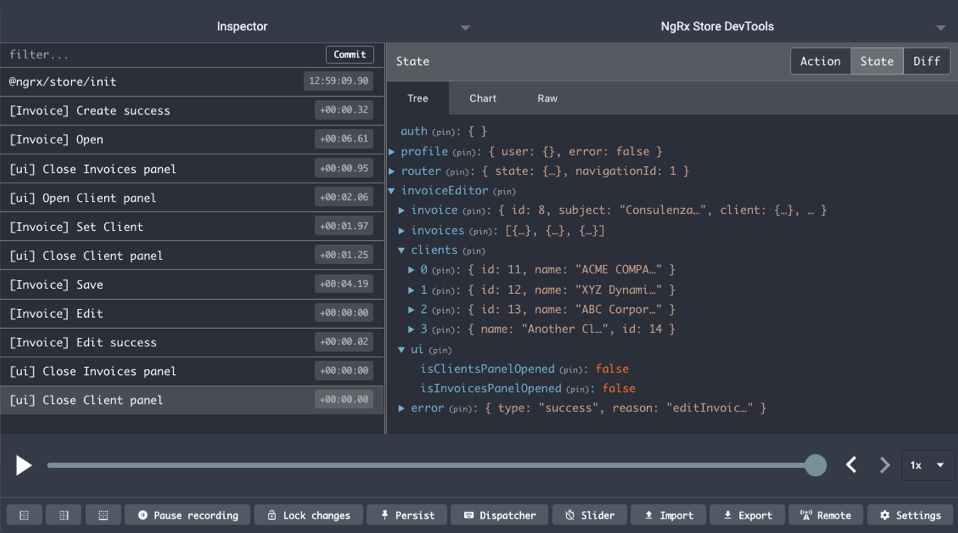 Inspector
NgRx Store DevTools
filter...
Commit
@ngrx/store/init 12:59:09.90
[Invoice] Create success +00:00.32
[Invoice] Open +00:06.61
[ui] Close Invoices panel +00:00.95
[ui] Open Client panel +00:02.06
[Invoice] Set Client +00:01.97
[ui] Close Client panel +00:01.25
[Invoice] Save +00:04.19
[Invoice] Edit +00:00:00
[Invoice] Edit success +00:00.02
[ui] Close Invoices panel +00:00:00
[ui] Close Client panel +00:00.00
State
Action State Diff
Tree Chart Raw
auth (pin): { }
profile (pin): { user: {}, error: false }
router (pin): { state: {…}, navigationId: 1 }
invoiceEditor (pin)
invoice (pin): { id: 8, subject: "Consulenza…", client: {…}, … }
invoices (pin): [{…}, {…}, {…}]
clients (pin)
0 (pin): { id: 11, name: "ACME COMPA…" }
1 (pin): { id: 12, name: "XYZ Dynami…" }
2 (pin): { id: 13, name: "ABC Corpor…" }
3 (pin): { name: "Another Cl…", id: 14 }
ui (pin)
isClientsPanelOpened (pin): false
isInvoicesPanelOpened (pin): false
error (pin): { type: "success", reason: "editInvoic…" }
1x
Pause recording Lock changes Persist Dispatcher Slider Import Export Remote Settings